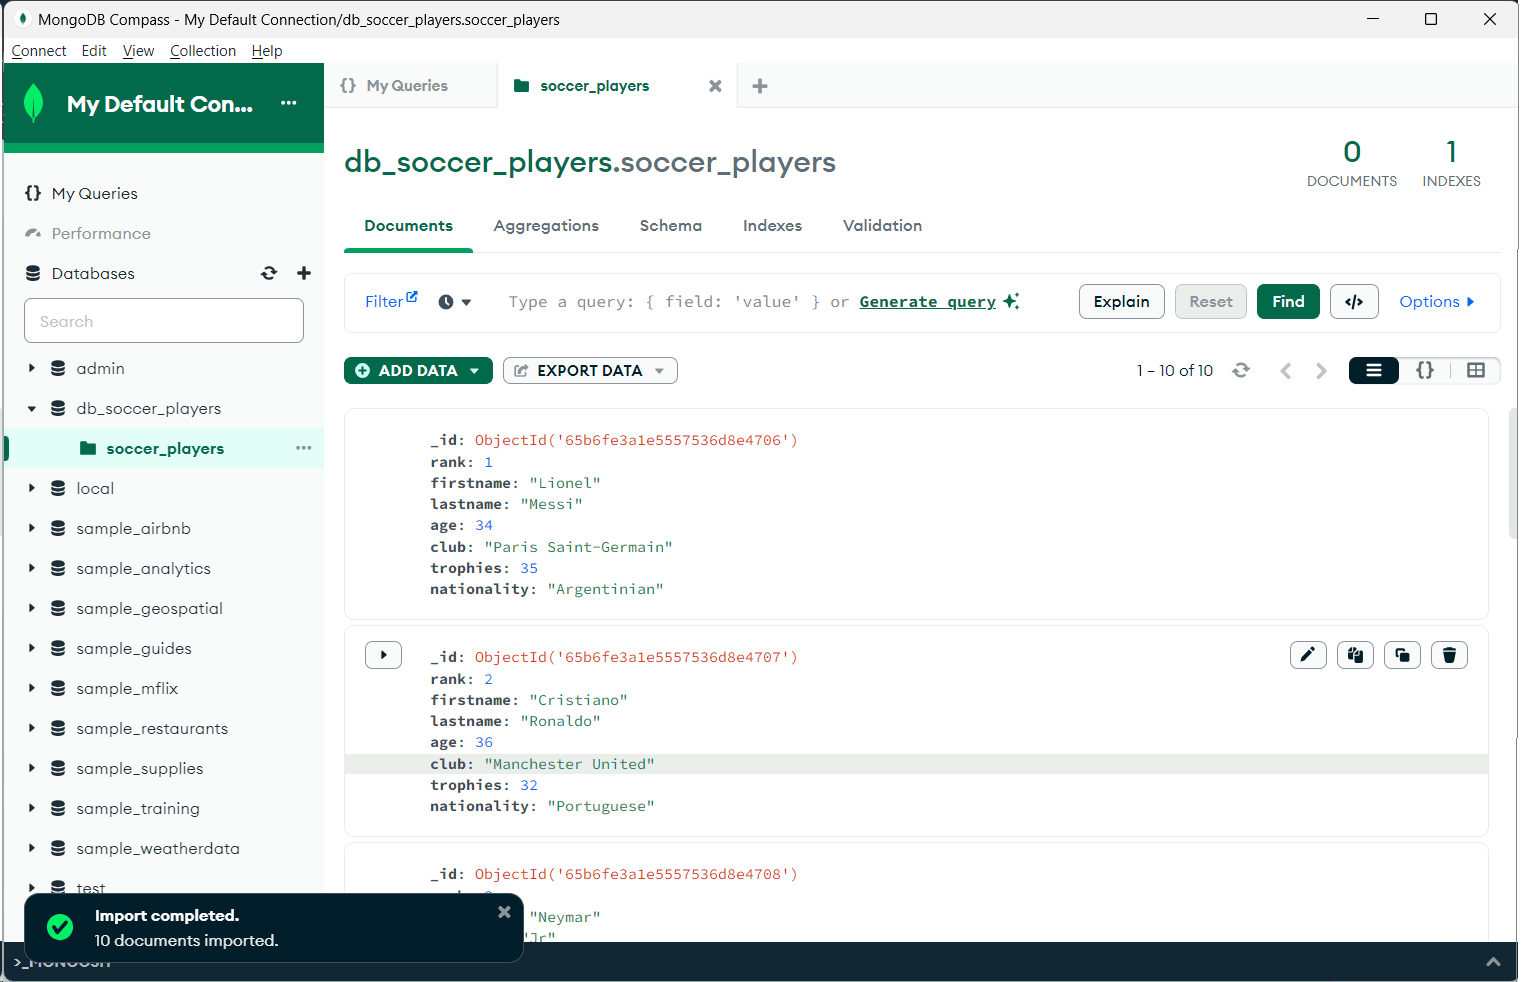 MongoDB Compass - My Default Connection/db_soccer_players.soccer_players
Connect Edit View Collection Help
My Default Con...
My Queries
soccer_players
db_soccer_players.soccer_players
0
DOCUMENTS
1
INDEXES
My Queries
Performance
Databases
Search
admin
db_soccer_players
soccer_players
local
sample_airbnb
sample_analytics
sample_geospatial
sample_guides
sample_mflix
sample_restaurants
sample_supplies
sample_training
sample_weatherdata
test
Documents Aggregations Schema Indexes Validation
Filter Type a query: { field: 'value' } or Generate query Explain Reset Find </> Options
ADD DATA EXPORT DATA 1 – 10 of 10 {}
_id: ObjectId('65b6fe3a1e5557536d8e4706')
rank: 1
firstname: "Lionel"
lastname: "Messi"
age: 34
club: "Paris Saint-Germain"
trophies: 35
nationality: "Argentinian"
_id: ObjectId('65b6fe3a1e5557536d8e4707')
rank: 2
firstname: "Cristiano"
lastname: "Ronaldo"
age: 36
club: "Manchester United"
trophies: 32
nationality: "Portuguese"
_id: ObjectId('65b6fe3a1e5557536d8e4708')
"Neymar"
"Jr"
Import completed.
10 documents imported.
>_MONGOSH